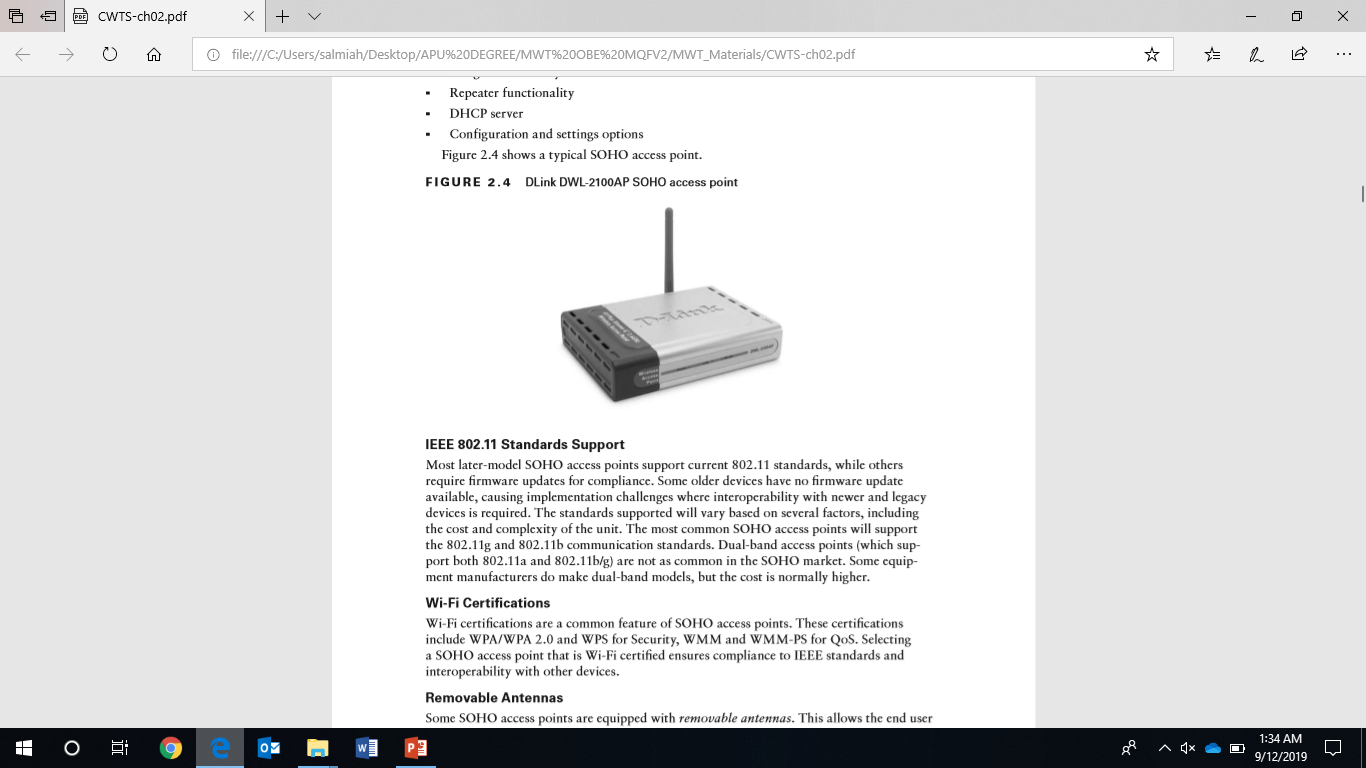 CWTS-ch02.pdf
file:///C:/Users/salmiah/Desktop/APU%20DEGREE/MWT%20OBE%20MQFV2/MWT_Materials/CWTS-ch02.pdf
▪ Repeater functionality
▪ DHCP server
▪ Configuration and settings options
Figure 2.4 shows a typical SOHO access point.
FIGURE 2.4 DLink DWL-2100AP SOHO access point
D-Link
Wireless
Access
Point
IEEE 802.11 Standards Support
Most later-model SOHO access points support current 802.11 standards, while others
require firmware updates for compliance. Some older devices have no firmware update
available, causing implementation challenges where interoperability with newer and legacy
devices is required. The standards supported will vary based on several factors, including
the cost and complexity of the unit. The most common SOHO access points will support
the 802.11g and 802.11b communication standards. Dual-band access points (which sup-
port both 802.11a and 802.11b/g) are not as common in the SOHO market. Some equip-
ment manufacturers do make dual-band models, but the cost is normally higher.
Wi-Fi Certifications
Wi-Fi certifications are a common feature of SOHO access points. These certifications
include WPA/WPA 2.0 and WPS for Security, WMM and WMM-PS for QoS. Selecting
a SOHO access point that is Wi-Fi certified ensures compliance to IEEE standards and
interoperability with other devices.
Removable Antennas
Some SOHO access points are equipped with removable antennas. This allows the end user
1:34 AM
9/12/2019